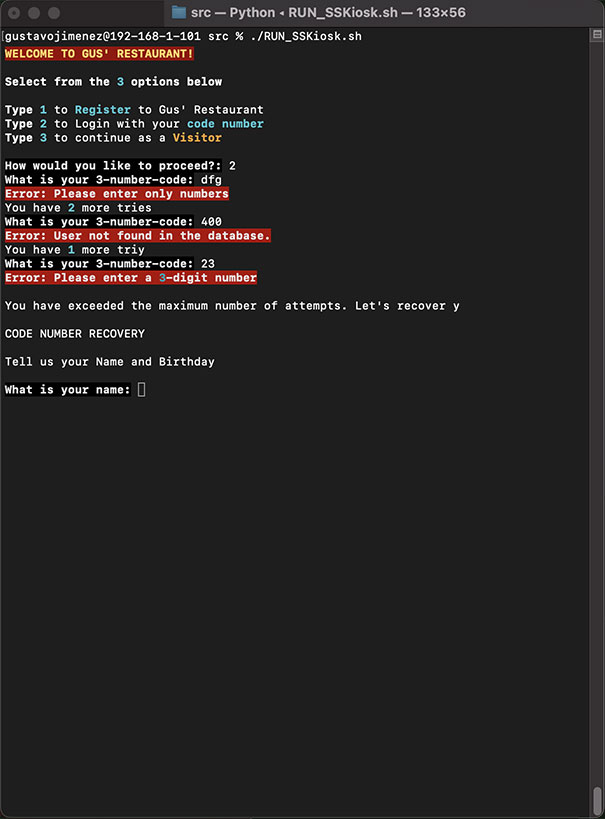 src — Python ◂ RUN_SSKiosk.sh — 133×56
[gustavojimenez@192-168-1-101 src % ./RUN_SSKiosk.sh
WELCOME TO GUS' RESTAURANT!
Select from the 3 options below
Type 1 to Register to Gus' Restaurant
Type 2 to Login with your code number
Type 3 to continue as a Visitor
How would you like to proceed?: 2
What is your 3-number-code: dfg
Error: Please enter only numbers
You have 2 more tries
What is your 3-number-code: 400
Error: User not found in the database.
You have 1 more triy
What is your 3-number-code: 23
Error: Please enter a 3-digit number
You have exceeded the maximum number of attempts. Let's recover y
CODE NUMBER RECOVERY
Tell us your Name and Birthday
What is your name: